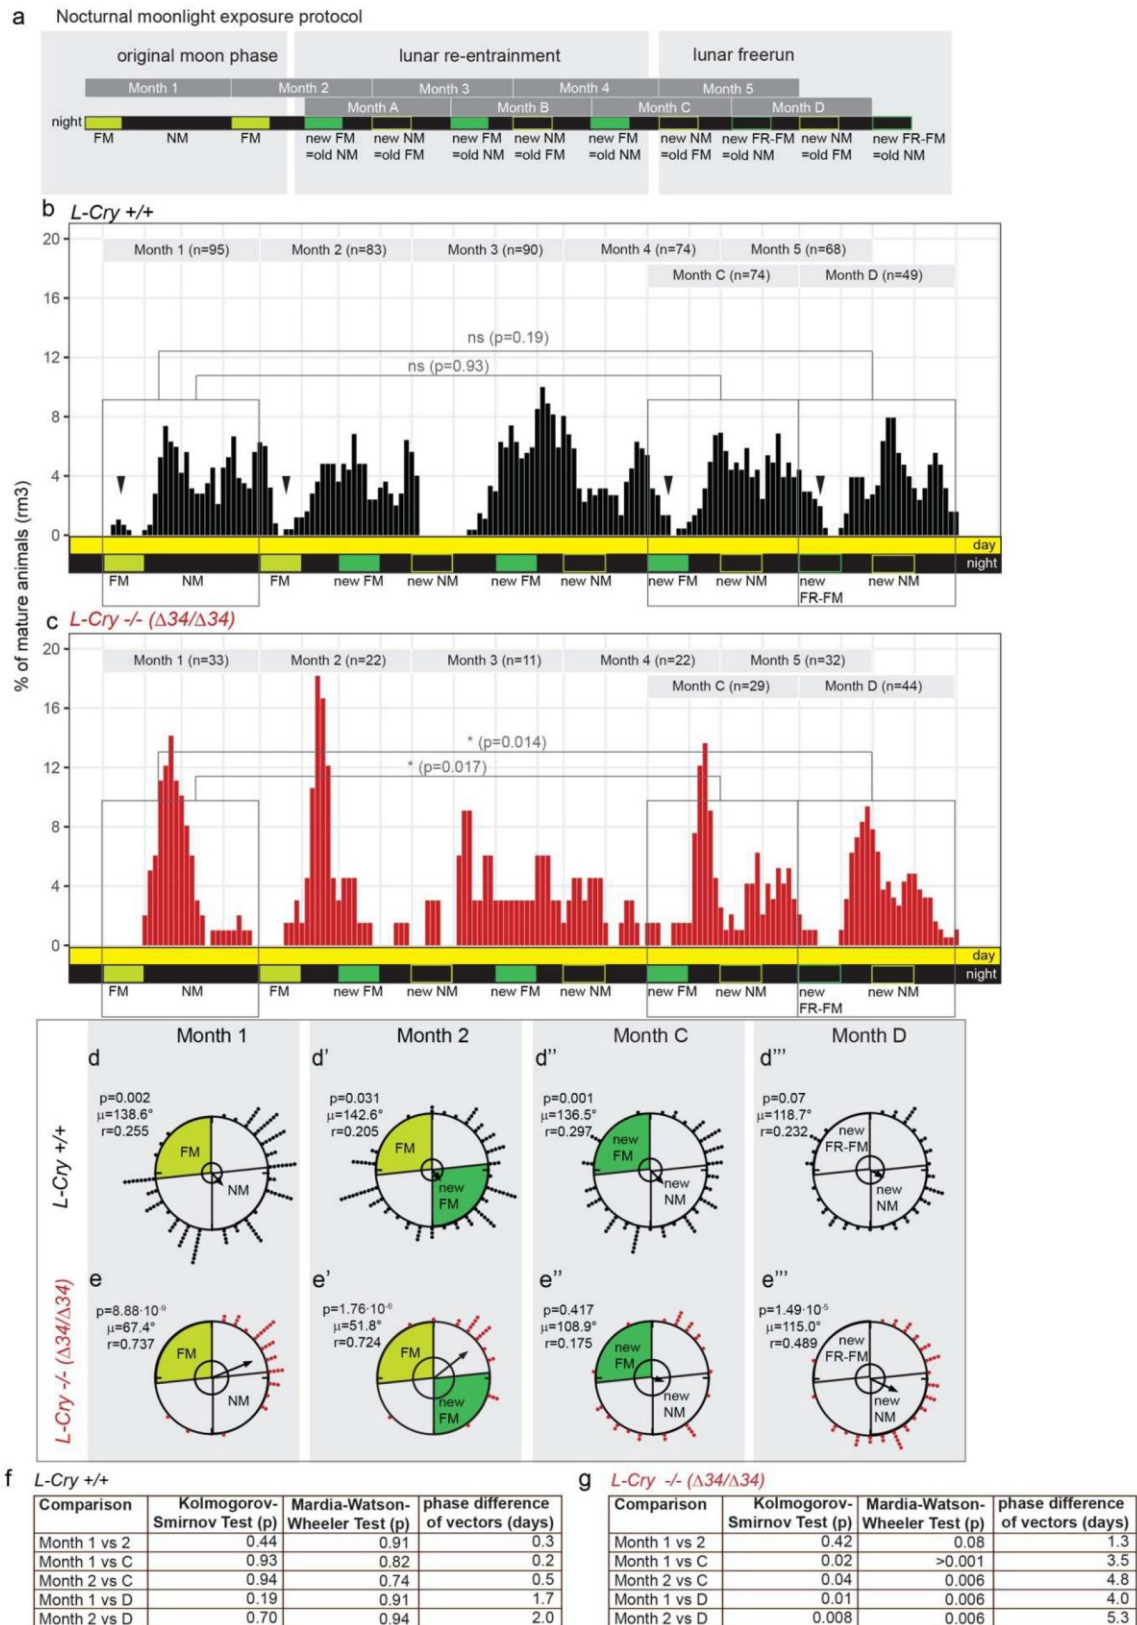 a
Nocturnal moonlight exposure protocol
original moon phase lunar re-entrainment lunar freerun
Month 1 Month 2 Month 3 Month 4 Month 5
Month A Month B Month C Month D
night
FM NM FM new FM new NM new FM new NM new FM new NM new FR-FM new NM new FR-FM
=old NM =old FM =old NM =old FM =old NM =old FM =old NM =old FM =old NM
b L-Cry +/+
20
Month 1 (n=95) Month 2 (n=83) Month 3 (n=90) Month 4 (n=74) Month 5 (n=68)
Month C (n=74) Month D (n=49)
16
12
ns (p=0.19)
ns (p=0.93)
8
4
0
day
night
FM NM FM new FM new NM new FM new NM new FM new NM new new NM
FR-FM
% of mature animals (rm3)
c L-Cry -/- (Δ34/Δ34)
20
Month 1 (n=33) Month 2 (n=22) Month 3 (n=11) Month 4 (n=22) Month 5 (n=32)
Month C (n=29) Month D (n=44)
16
* (p=0.014)
12
* (p=0.017)
8
4
0
day
night
FM NM FM new FM new NM new FM new NM new FM new NM new new NM
FR-FM
Month 1 Month 2 Month C Month D
L-Cry +/+
d
p=0.002
μ=138.6°
r=0.255
FM
NM
d'
p=0.031
μ=142.6°
r=0.205
FM
new
FM
d''
p=0.001
μ=136.5°
r=0.297
new
FM
new
NM
d'''
p=0.07
μ=118.7°
r=0.232
new
FR-FM
new
NM
L-Cry -/- (Δ34/Δ34)
e
p=8.88·10⁻⁹
μ=67.4°
r=0.737
FM
NM
e'
p=1.76·10⁻⁶
μ=51.8°
r=0.724
FM
new
FM
e''
p=0.417
μ=108.9°
r=0.175
new
FM
new
NM
e'''
p=1.49·10⁻⁵
μ=115.0°
r=0.489
new
FR-FM
new
NM
f L-Cry +/+
Comparison Kolmogorov- Mardia-Watson- phase difference
Smirnov Test (p) Wheeler Test (p) of vectors (days)
Month 1 vs 2 0.44 0.91 0.3
Month 1 vs C 0.93 0.82 0.2
Month 2 vs C 0.94 0.74 0.5
Month 1 vs D 0.19 0.91 1.7
Month 2 vs D 0.70 0.94 2.0
g L-Cry -/- (Δ34/Δ34)
Comparison Kolmogorov- Mardia-Watson- phase difference
Smirnov Test (p) Wheeler Test (p) of vectors (days)
Month 1 vs 2 0.42 0.08 1.3
Month 1 vs C 0.02 >0.001 3.5
Month 2 vs C 0.04 0.006 4.8
Month 1 vs D 0.01 0.006 4.0
Month 2 vs D 0.008 0.006 5.3